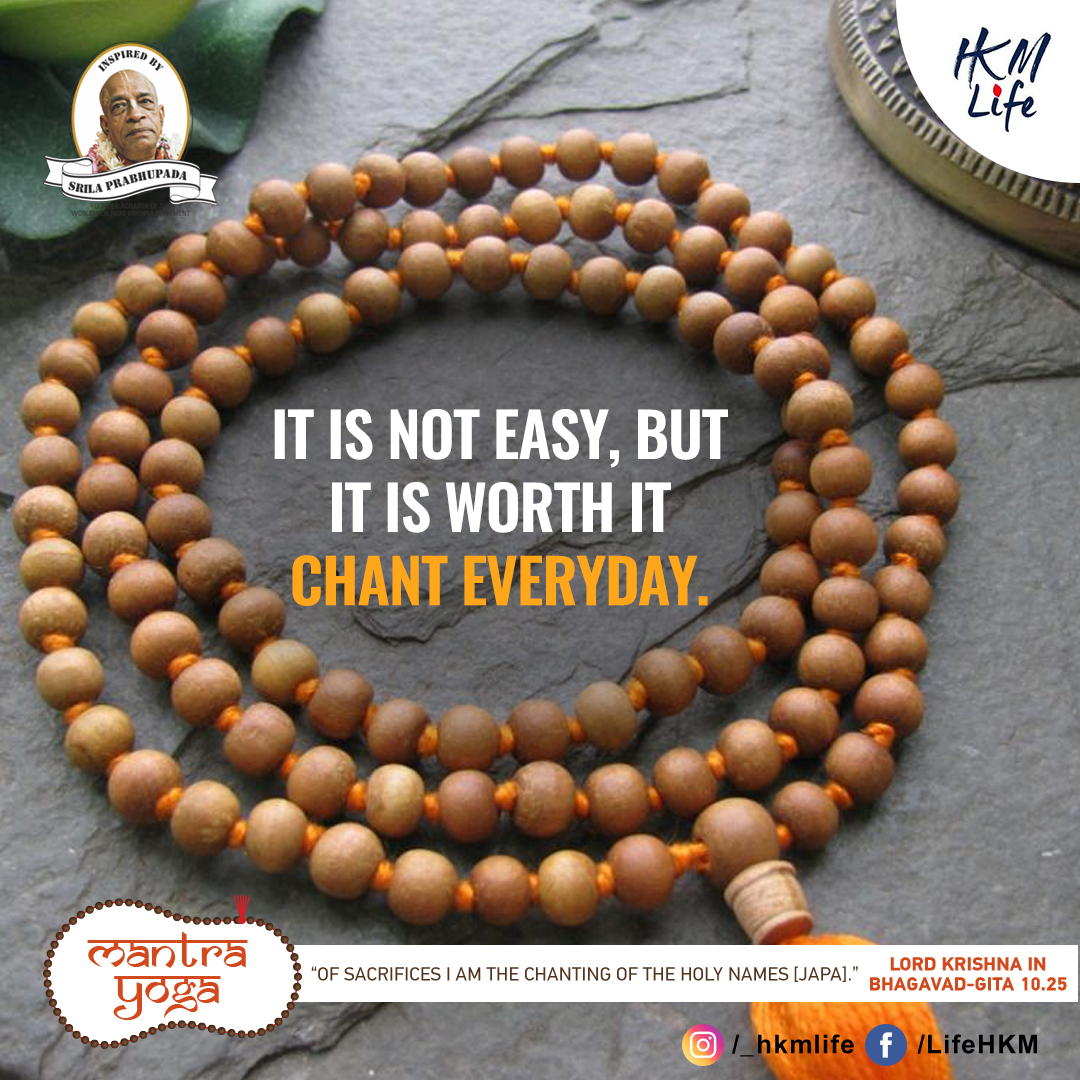 INSPIRED BY
SRILA PRABHUPADA
HKM
Life
IT IS NOT EASY, BUT
IT IS WORTH IT
CHANT EVERYDAY.
mantra
yoga
“OF SACRIFICES I AM THE CHANTING OF THE HOLY NAMES [JAPA].”
LORD KRISHNA IN
BHAGAVAD-GITA 10.25
/_hkmlife
/LifeHKM